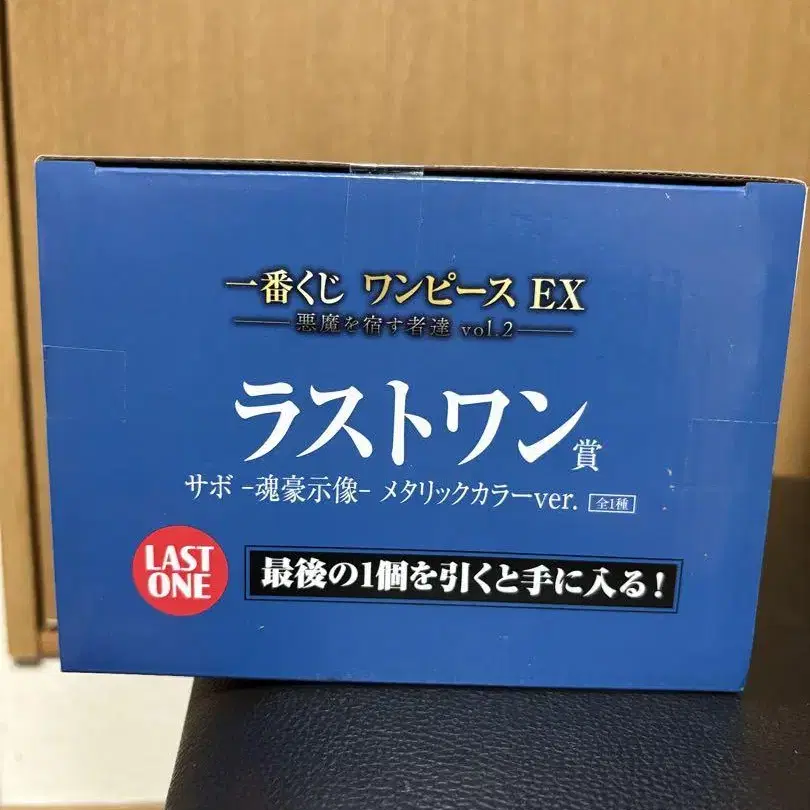 一番くじ ワンピース EX
悪魔を宿す者達 vol.2
ラストワン賞
サボ -魂豪示像- メタリックカラーver. 全1種
LAST
ONE
最後の1個を引くと手に入る!